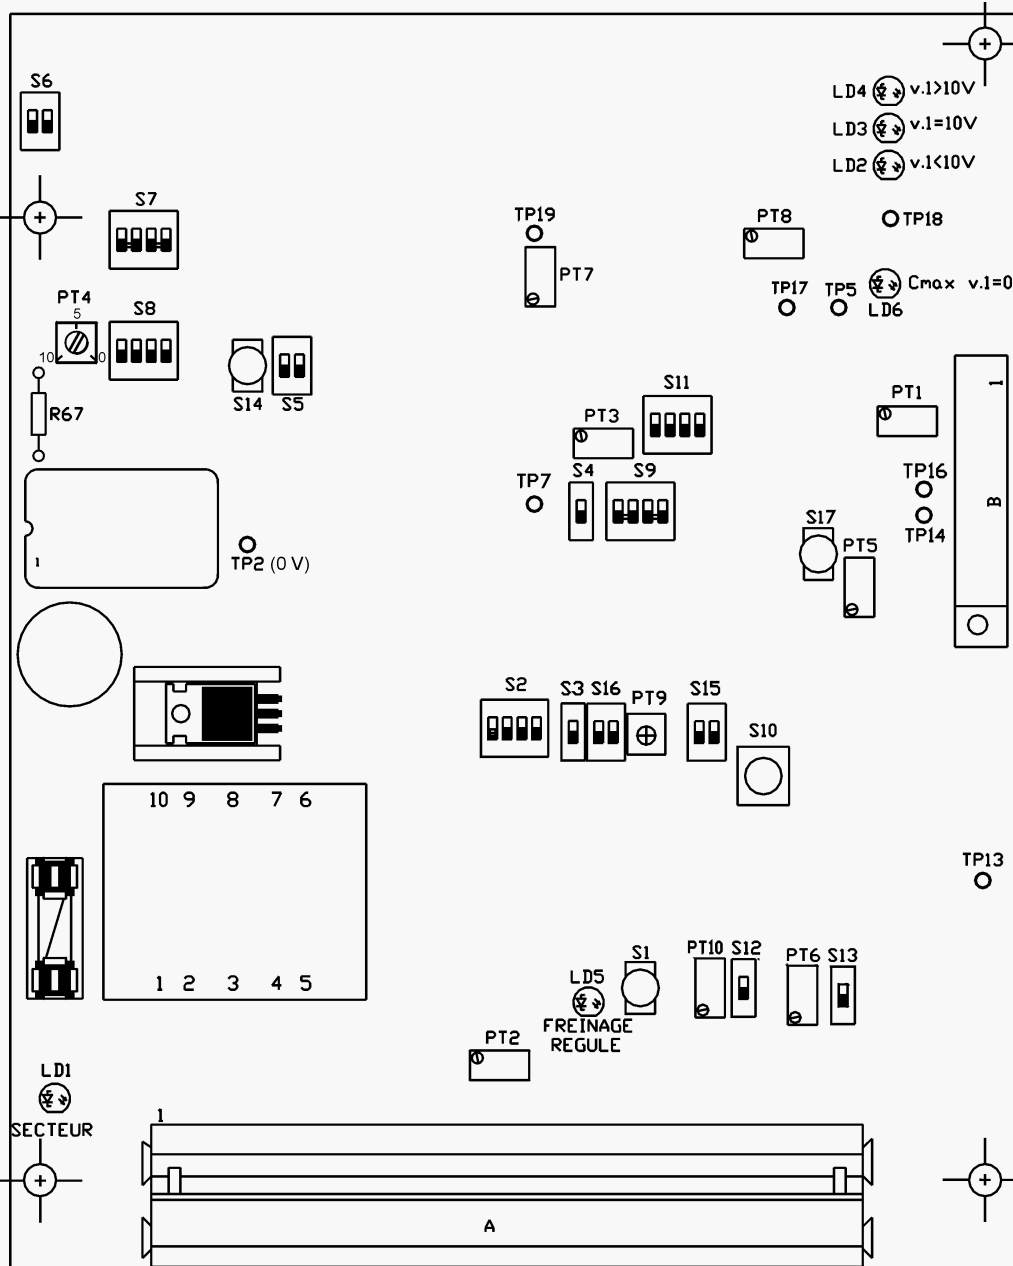 S6
LD4 v.1>10V
LD3 v.1=10V
LD2 v.1<10V
S7
TP19
PT8
TP18
PT7
PT4
5
10 0
S8
TP17 TP5
Cmax v.1=0
LD6
S14 S5
R67
S11
PT3
PT1
1
S4 S9
TP7
TP16
B
TP14
S17
PT5
1
TP2 (0 V)
S2 S3 S16 PT9
S15
S10
10 9 8 7 6
TP13
1 2 3 4 5
LD5
S1
PT10 S12
PT6 S13
FREINAGE
REGULE
PT2
LD1
SECTEUR
1
A